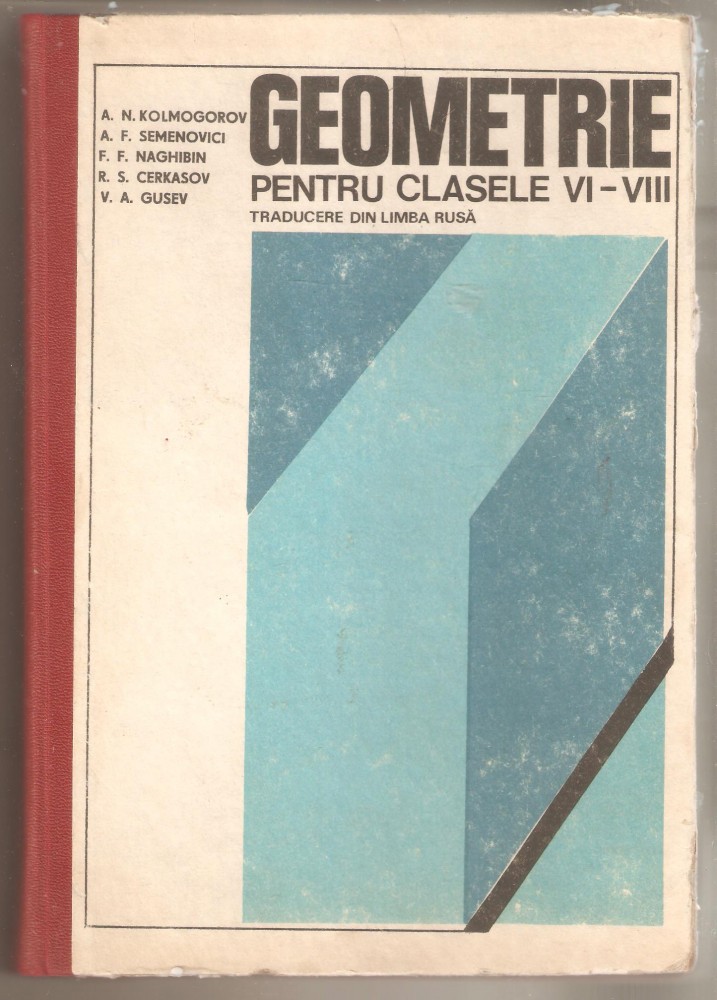 A. N. KOLMOGOROV
A. F. SEMENOVICI
F. F. NAGHIBIN
R. S. CERKASOV
V. A. GUSEV
GEOMETRIE
PENTRU CLASELE VI-VIII
TRADUCERE DIN LIMBA RUSĂ